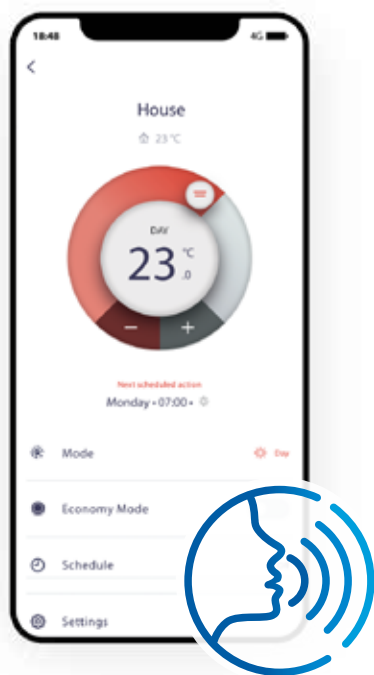 18:48 4G
House
23 °C
DAY
23 °C .0
− +
Next scheduled action
Monday • 07:00 •
Mode Day
Economy Mode
Schedule
Settings